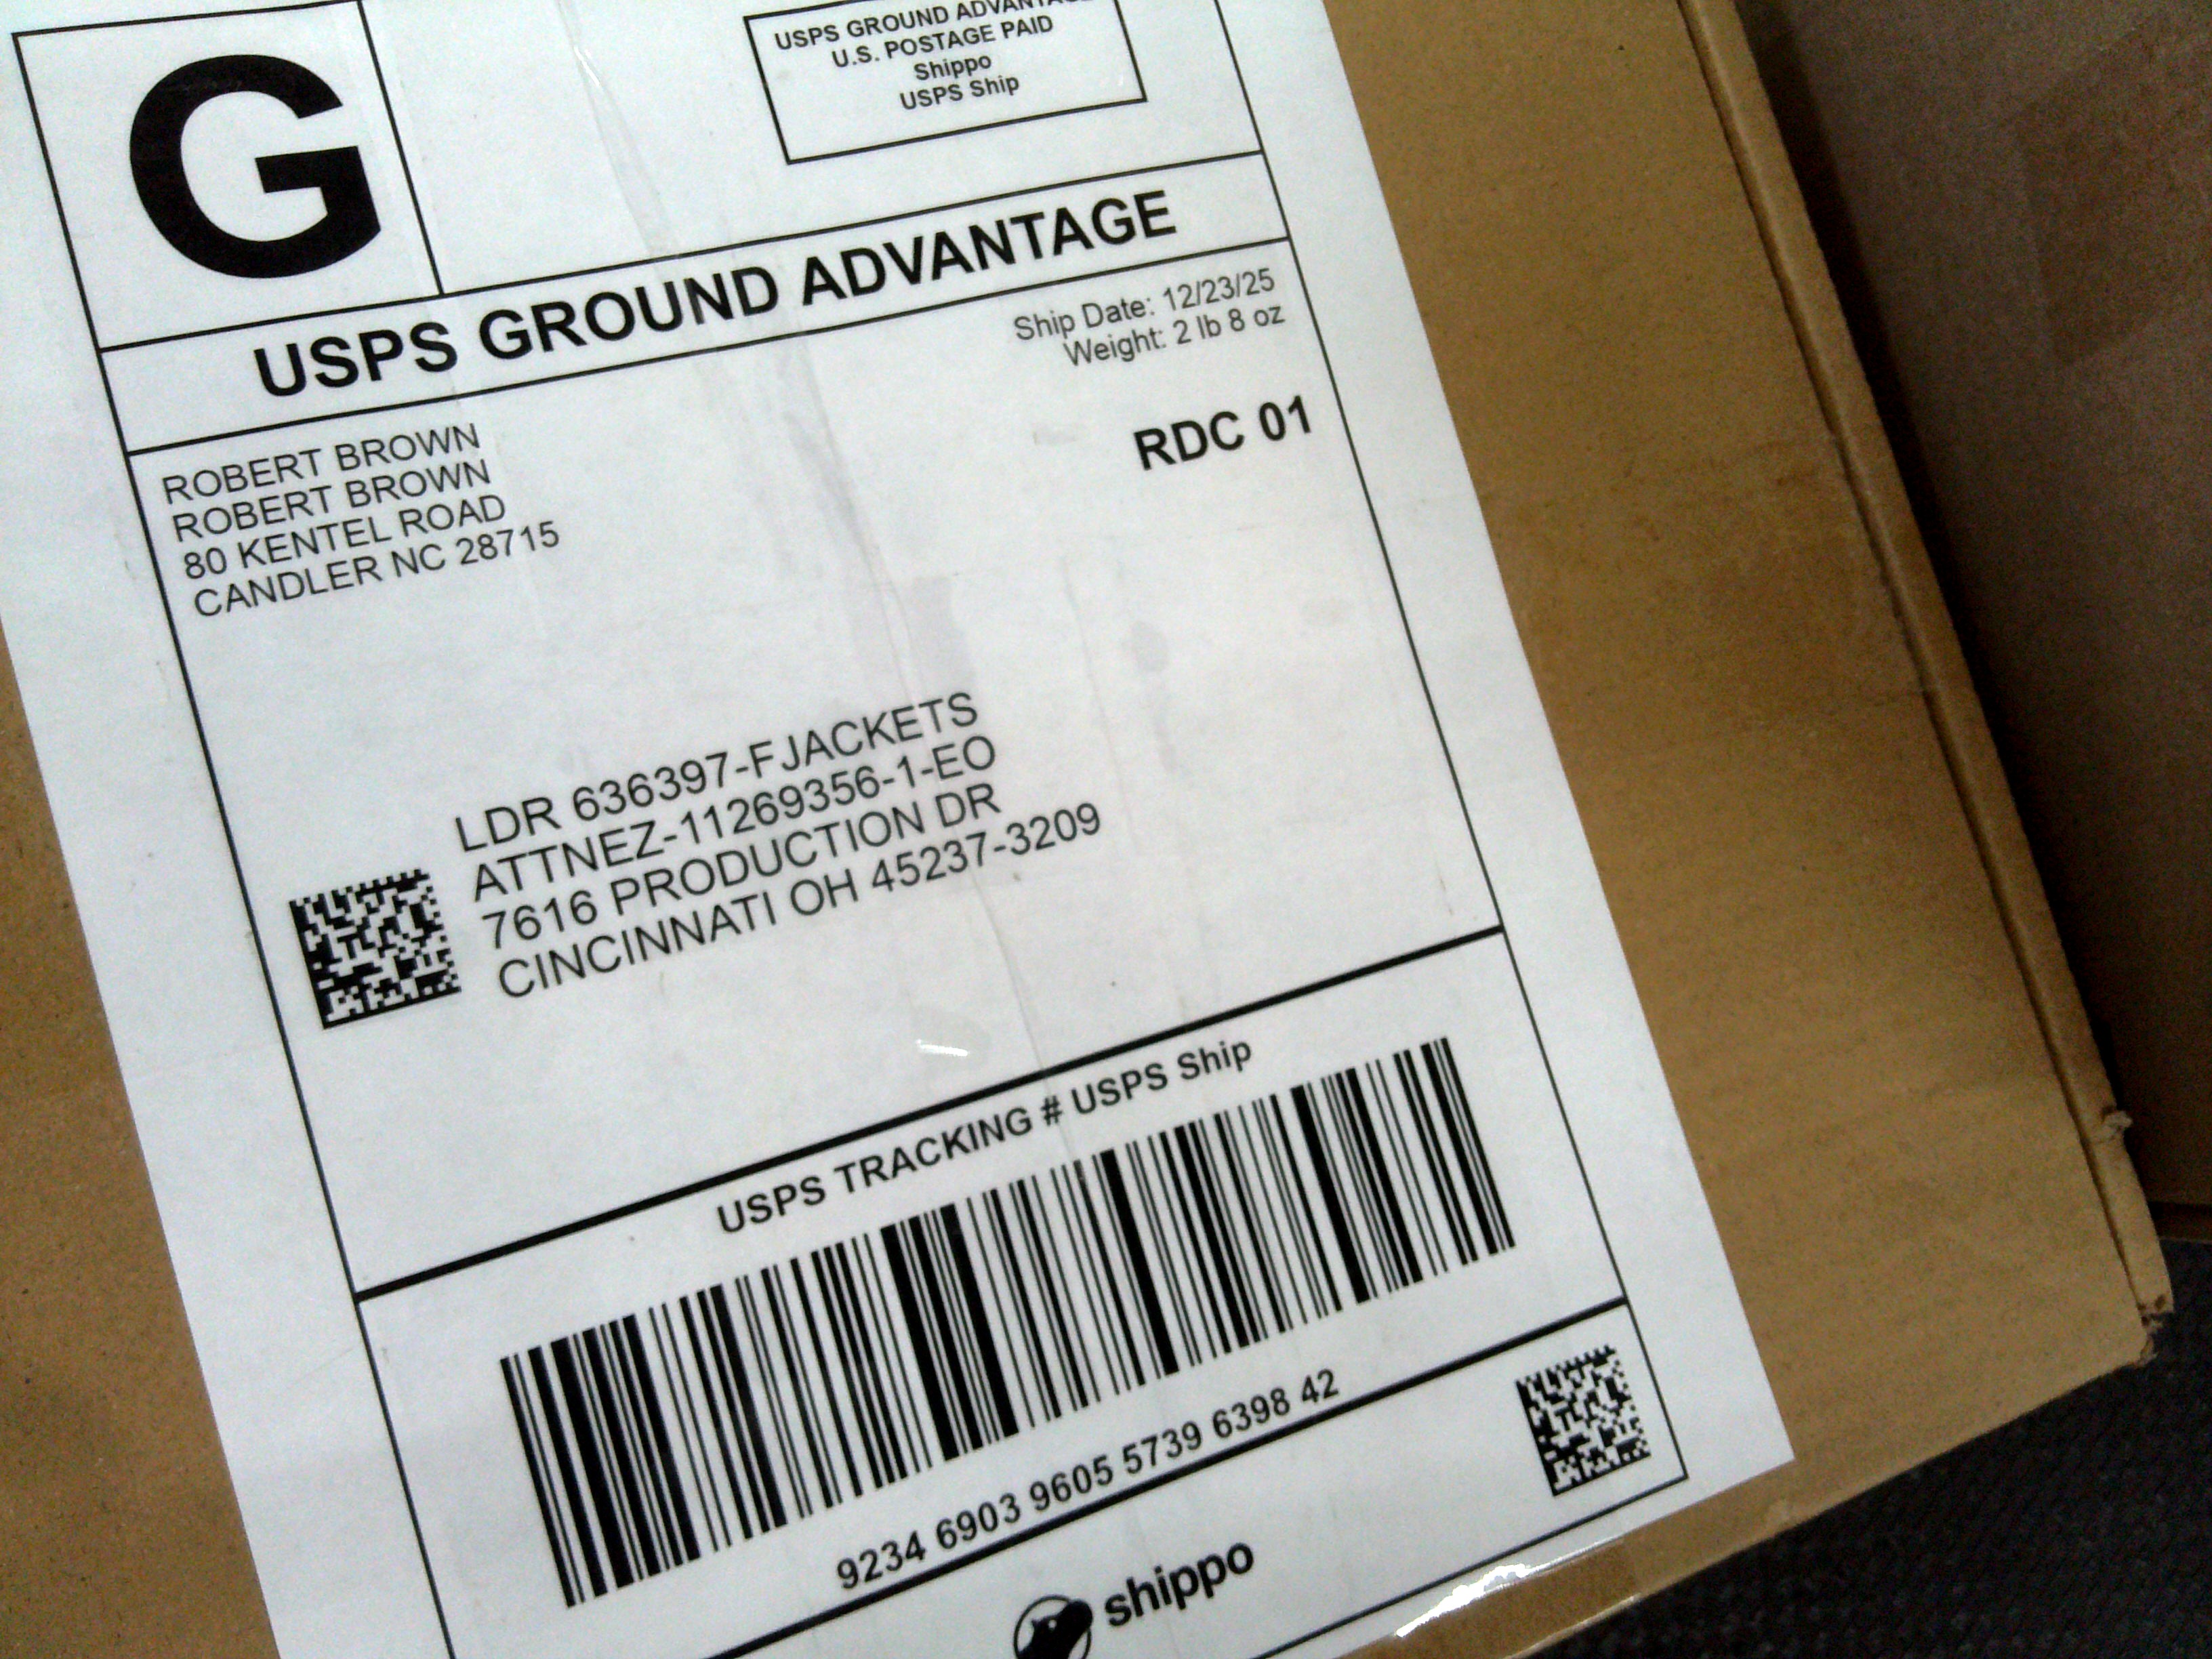 G
USPS GROUND ADVANTAGE
U.S. POSTAGE PAID
Shippo
USPS Ship
USPS GROUND ADVANTAGE
Ship Date: 12/23/25
Weight: 2 lb 8 oz
RDC 01
ROBERT BROWN
ROBERT BROWN
80 KENTEL ROAD
CANDLER NC 28715
LDR 636397-FJACKETS
ATTNEZ-11269356-1-EO
7616 PRODUCTION DR
CINCINNATI OH 45237-3209
USPS TRACKING # USPS Ship
9234 6903 9605 5739 6398 42
shippo